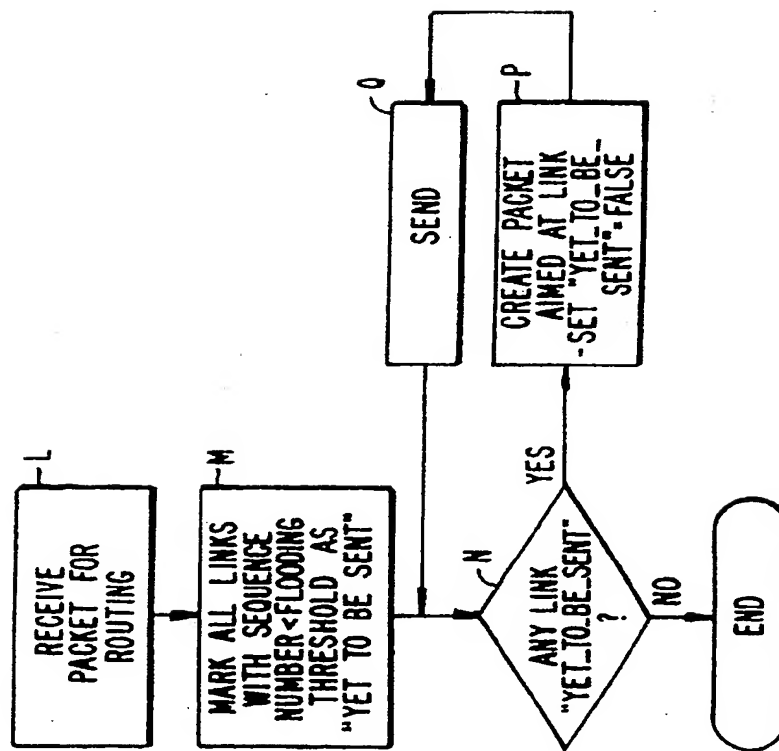 L
RECEIVE
PACKET FOR
ROUTING
M
MARK ALL LINKS
WITH SEQUENCE
NUMBER<FLOODING
THRESHOLD AS
"YET TO BE SENT"
N
ANY LINK
"YET_TO_BE_SENT"
?
YES
NO
END
P
CREATE PACKET
AIMED AT LINK
-SET "YET_TO_BE_
SENT"=FALSE
Q
SEND